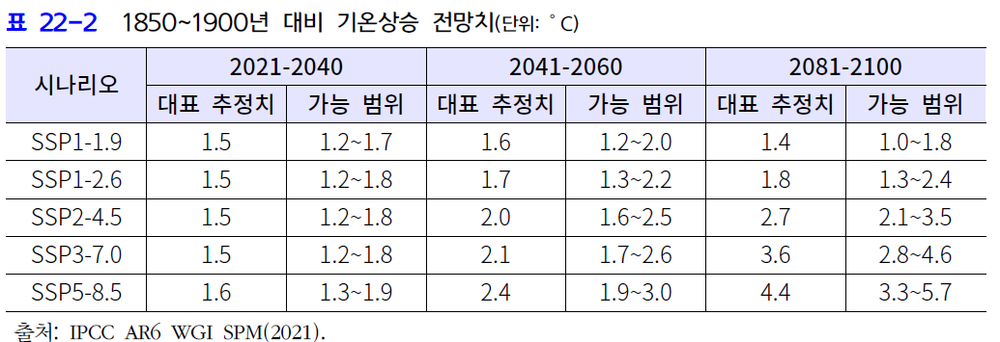 표 22-2 1850~1900년 대비 기온상승 전망치(단위: °C)
시나리오 2021-2040 2041-2060 2081-2100
대표 추정치 가능 범위 대표 추정치 가능 범위 대표 추정치 가능 범위
SSP1-1.9 1.5 1.2~1.7 1.6 1.2~2.0 1.4 1.0~1.8
SSP1-2.6 1.5 1.2~1.8 1.7 1.3~2.2 1.8 1.3~2.4
SSP2-4.5 1.5 1.2~1.8 2.0 1.6~2.5 2.7 2.1~3.5
SSP3-7.0 1.5 1.2~1.8 2.1 1.7~2.6 3.6 2.8~4.6
SSP5-8.5 1.6 1.3~1.9 2.4 1.9~3.0 4.4 3.3~5.7
출처: IPCC AR6 WGI SPM(2021).